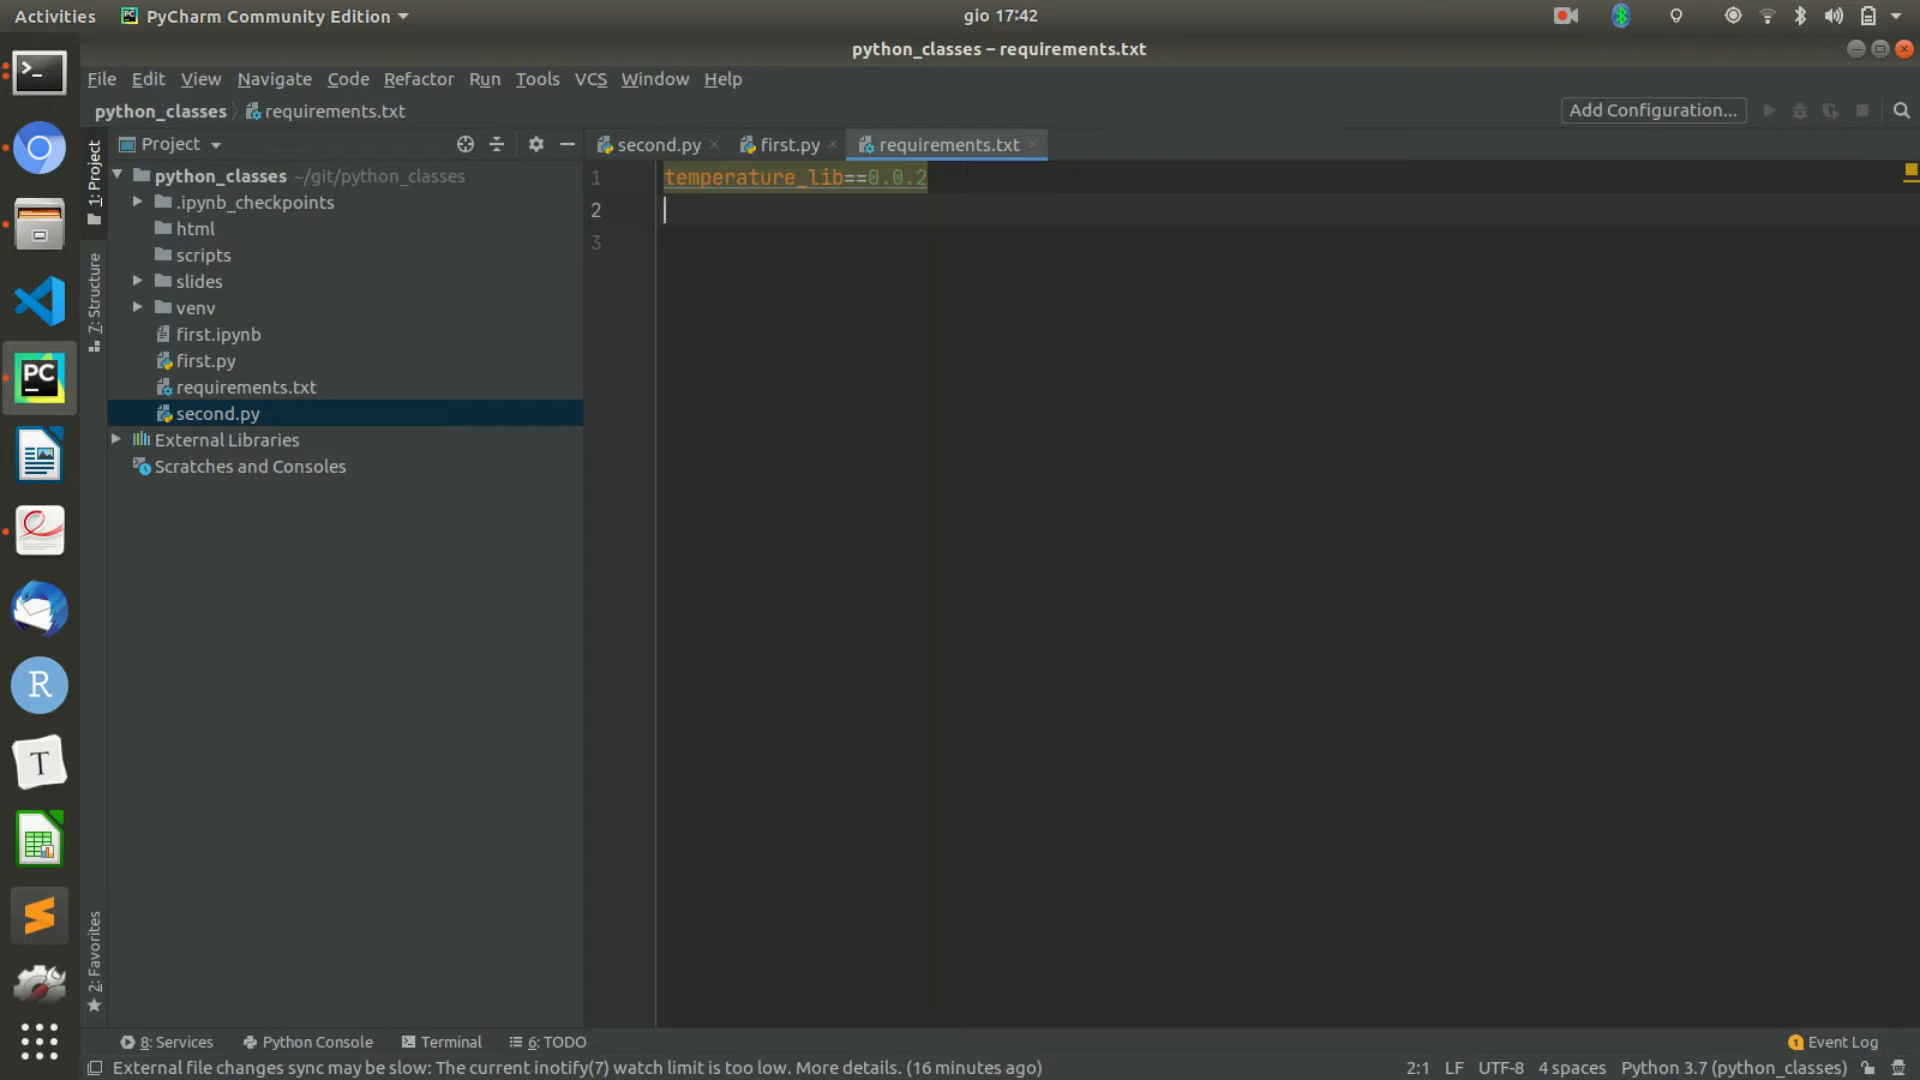 Activities
PyCharm Community Edition
gio 17:42
python_classes – requirements.txt
File Edit View Navigate Code Refactor Run Tools VCS Window Help
python_classes
requirements.txt
Add Configuration...
1: Project
Project
second.py
first.py
requirements.txt
python_classes ~/git/python_classes
.ipynb_checkpoints
html
scripts
slides
venv
first.ipynb
first.py
requirements.txt
second.py
External Libraries
Scratches and Consoles
7: Structure
2: Favorites
1
temperature_lib==0.0.2
2
3
>_
PC
R
T
8: Services
Python Console
Terminal
6: TODO
1
Event Log
External file changes sync may be slow: The current inotify(7) watch limit is too low. More details. (16 minutes ago)
2:1 LF UTF-8 4 spaces Python 3.7 (python_classes)